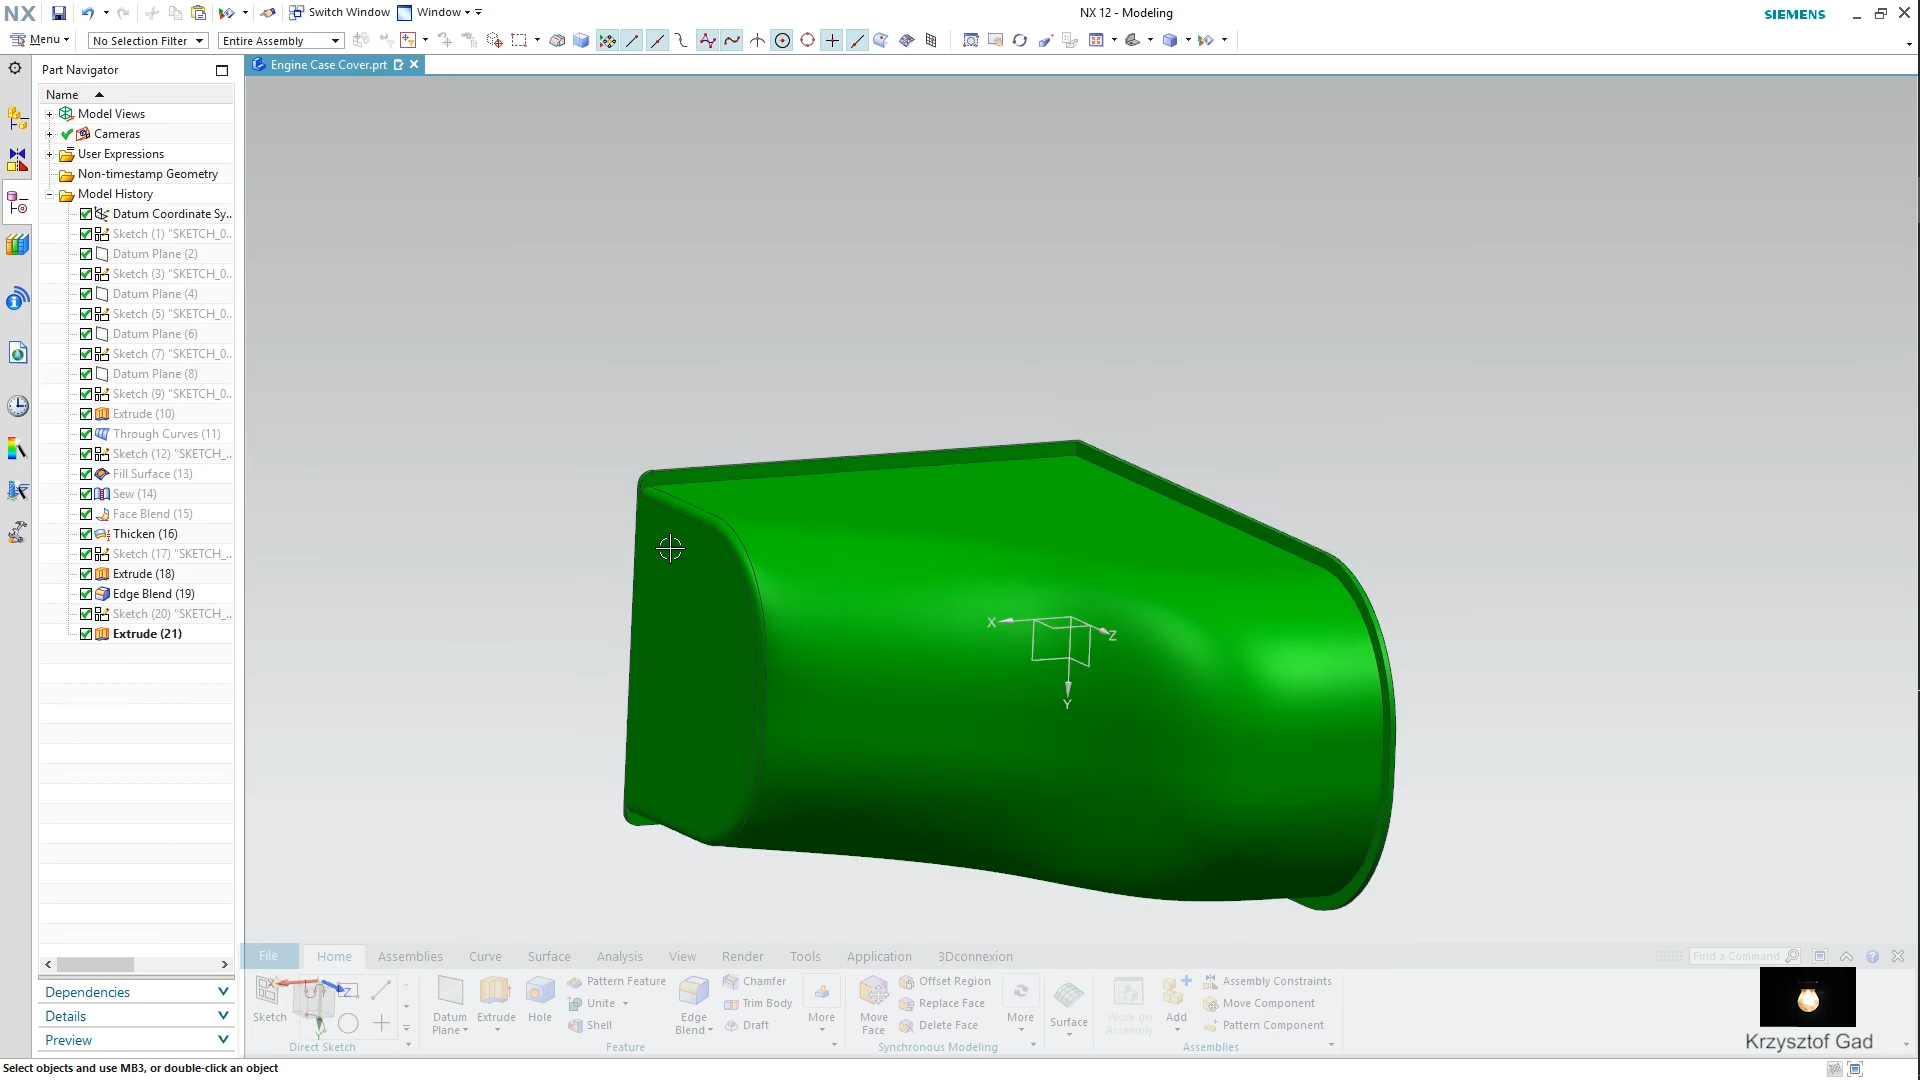 NX
Switch Window
Window
NX 12 - Modeling
SIEMENS
Menu
No Selection Filter
Entire Assembly
Part Navigator
Engine Case Cover.prt
Name
Model Views
Cameras
User Expressions
Non-timestamp Geometry
Model History
Datum Coordinate Sy..
Sketch (1) "SKETCH_0..
Datum Plane (2)
Sketch (3) "SKETCH_0..
Datum Plane (4)
Sketch (5) "SKETCH_0..
Datum Plane (6)
Sketch (7) "SKETCH_0..
Datum Plane (8)
Sketch (9) "SKETCH_0..
Extrude (10)
Through Curves (11)
Sketch (12) "SKETCH_..
Fill Surface (13)
Sew (14)
Face Blend (15)
Thicken (16)
Sketch (17) "SKETCH_..
Extrude (18)
Edge Blend (19)
Sketch (20) "SKETCH_..
Extrude (21)
X
Z
Y
Dependencies
Details
Preview
File
Home
Assemblies
Curve
Surface
Analysis
View
Render
Tools
Application
3Dconnexion
Find a Command
Sketch
Direct Sketch
Datum Plane
Extrude
Hole
Pattern Feature
Unite
Shell
Edge Blend
Chamfer
Trim Body
Draft
More
Feature
Move Face
Offset Region
Replace Face
Delete Face
More
Synchronous Modeling
Surface
Work on Assembly
Add
Assembly Constraints
Move Component
Pattern Component
Assemblies
Krzysztof Gad
Select objects and use MB3, or double-click an object